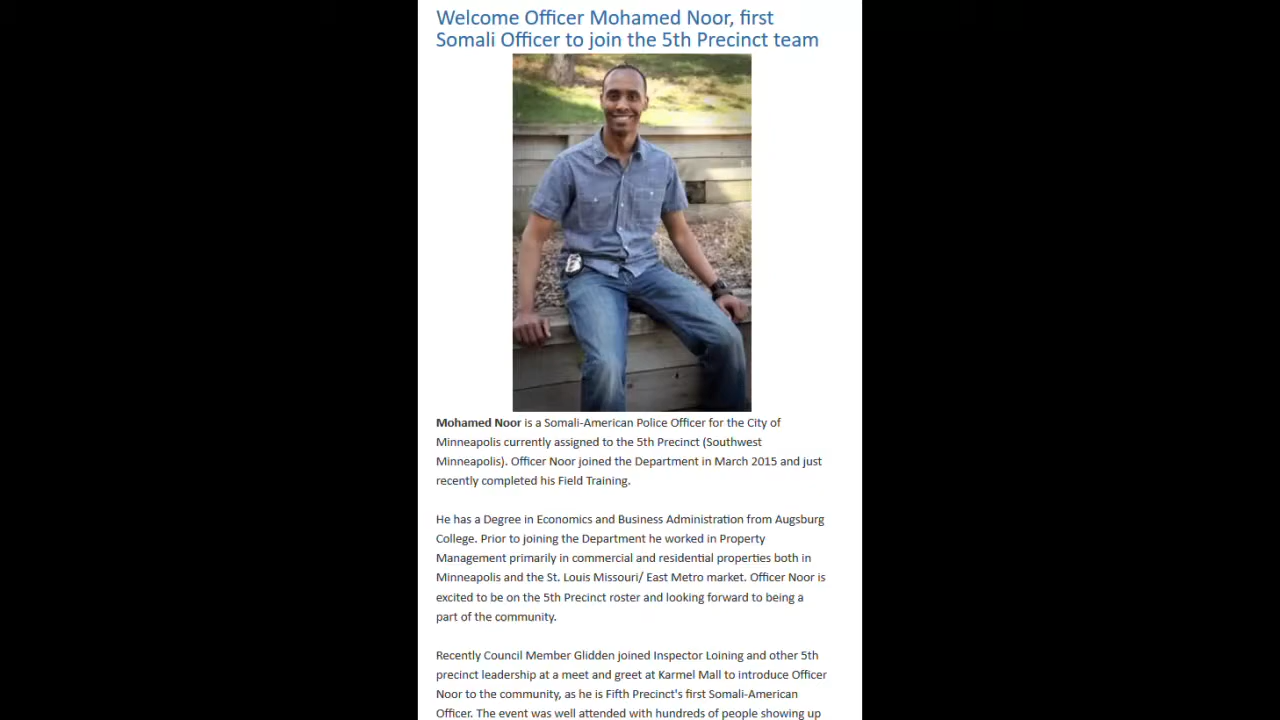 Welcome Officer Mohamed Noor, first
Somali Officer to join the 5th Precinct team
Mohamed Noor is a Somali-American Police Officer for the City of
Minneapolis currently assigned to the 5th Precinct (Southwest
Minneapolis). Officer Noor joined the Department in March 2015 and just
recently completed his Field Training.
He has a Degree in Economics and Business Administration from Augsburg
College. Prior to joining the Department he worked in Property
Management primarily in commercial and residential properties both in
Minneapolis and the St. Louis Missouri/ East Metro market. Officer Noor is
excited to be on the 5th Precinct roster and looking forward to being a
part of the community.
Recently Council Member Glidden joined Inspector Loining and other 5th
precinct leadership at a meet and greet at Karmel Mall to introduce Officer
Noor to the community, as he is Fifth Precinct's first Somali-American
Officer. The event was well attended with hundreds of people showing up